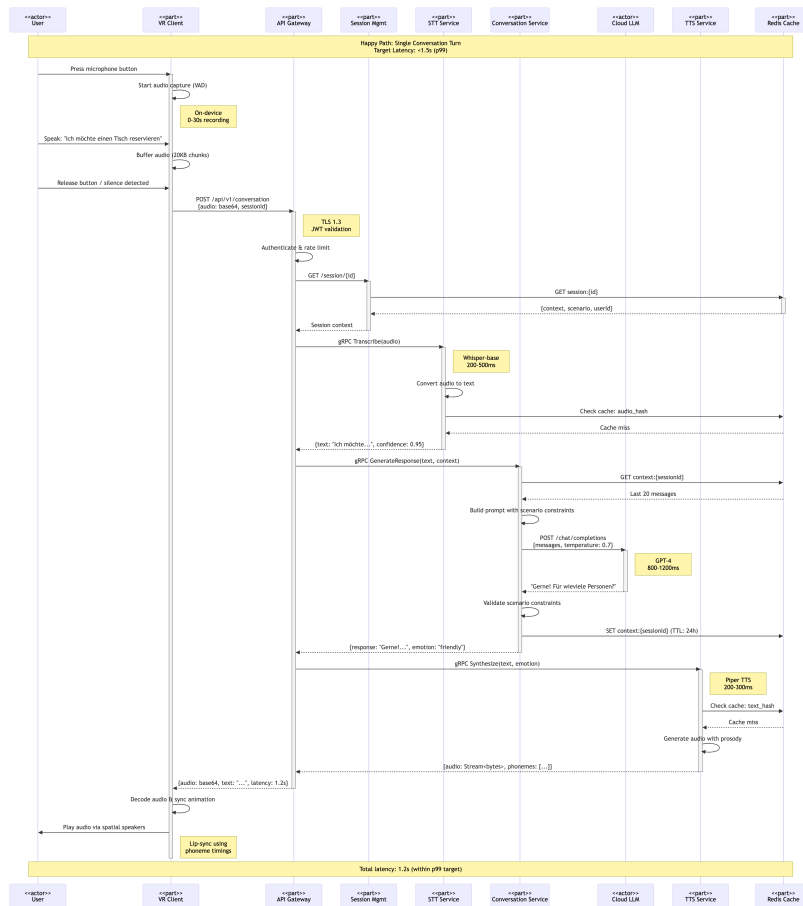 <<actor>>
User
<<part>>
VR Client
<<part>>
API Gateway
<<part>>
Session Mgmt
<<part>>
STT Service
<<part>>
Conversation Service
<<part>>
Cloud LLM
<<part>>
TTS Service
<<part>>
Redis Cache
Happy Path: Single Conversation Turn
Target Latency: <1.5s (p99)
Press microphone button
Start audio capture (VAD)
On-device
0-30s recording
Speak: "Ich möchte einen Tisch reservieren"
Buffer audio (20KB chunks)
Release button / silence detected
POST /api/v1/conversation
{audio: base64, sessionId}
TLS 1.3
JWT validation
Authenticate & rate limit
GET /session/{id}
GET session:{id}
{context, scenario, userId}
Session context
gRPC Transcribe(audio)
Whisper-base
200-500ms
Convert audio to text
Check cache: audio_hash
Cache miss
{text: "Ich möchte...", confidence: 0.95}
gRPC GenerateResponse(text, context)
GET context:{sessionId}
Last 20 messages
Build prompt with scenario constraints
POST /chat/completions
{messages, temperature: 0.7}
GPT-4
800-1200ms
"Gerne! Für wieviele Personen?"
Validate scenario constraints
SET context:{sessionId} (TTL: 24h)
{response: "Gerne!...", emotion: "friendly"}
gRPC Synthesize(text, emotion)
Piper TTS
200-300ms
Check cache: text_hash
Cache miss
Generate audio with prosody
{audio: Stream<bytes>, phonemes: [...]}
{audio: base64, text: "...", latency: 1.2s}
Decode audio & sync animation
Play audio via spatial speakers
Lip-sync using
phoneme timings
Total latency: 1.2s (within p99 target)
<<actor>>
User
<<part>>
VR Client
<<part>>
API Gateway
<<part>>
Session Mgmt
<<part>>
STT Service
<<part>>
Conversation Service
<<part>>
Cloud LLM
<<part>>
TTS Service
<<part>>
Redis Cache